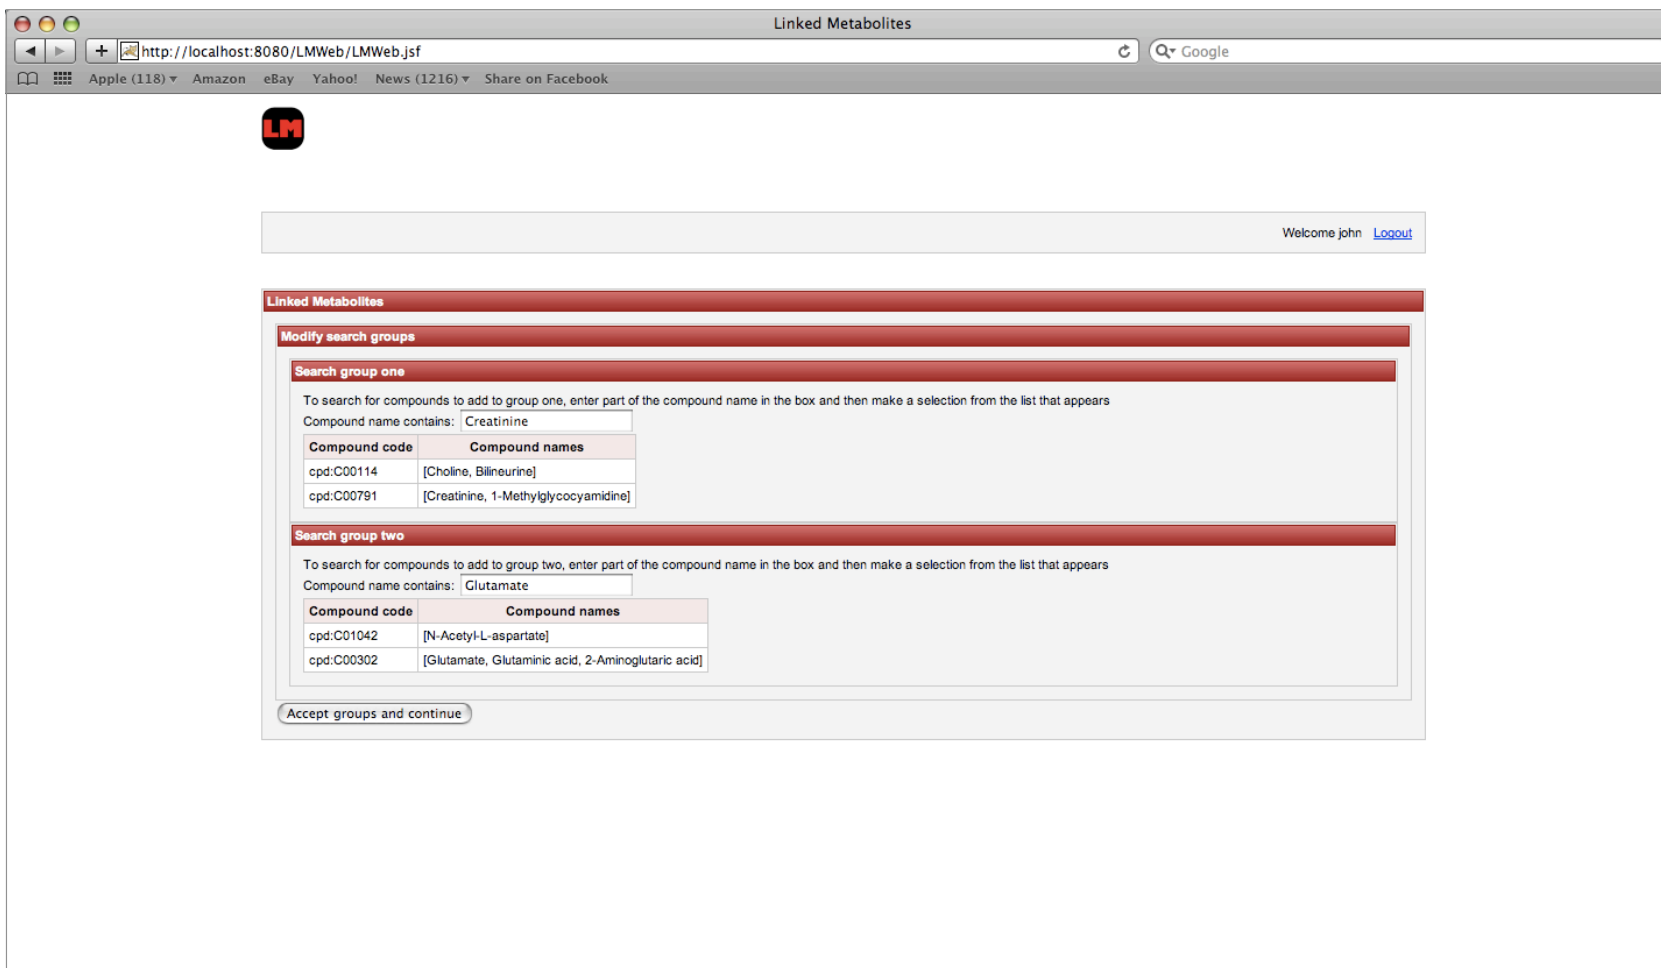 Linked Metabolites
http://localhost:8080/LMWeb/LMWeb.jsf
Google
Apple (118) Amazon eBay Yahoo! News (1216) Share on Facebook
LM
Welcome john Logout
Linked Metabolites
Modify search groups
Search group one
To search for compounds to add to group one, enter part of the compound name in the box and then make a selection from the list that appears
Compound name contains: Creatinine
Compound code Compound names
cpd:C00114 [Choline, Bilineurine]
cpd:C00791 [Creatinine, 1-Methylglycocyamidine]
Search group two
To search for compounds to add to group two, enter part of the compound name in the box and then make a selection from the list that appears
Compound name contains: Glutamate
Compound code Compound names
cpd:C01042 [N-Acetyl-L-aspartate]
cpd:C00302 [Glutamate, Glutaminic acid, 2-Aminoglutaric acid]
Accept groups and continue